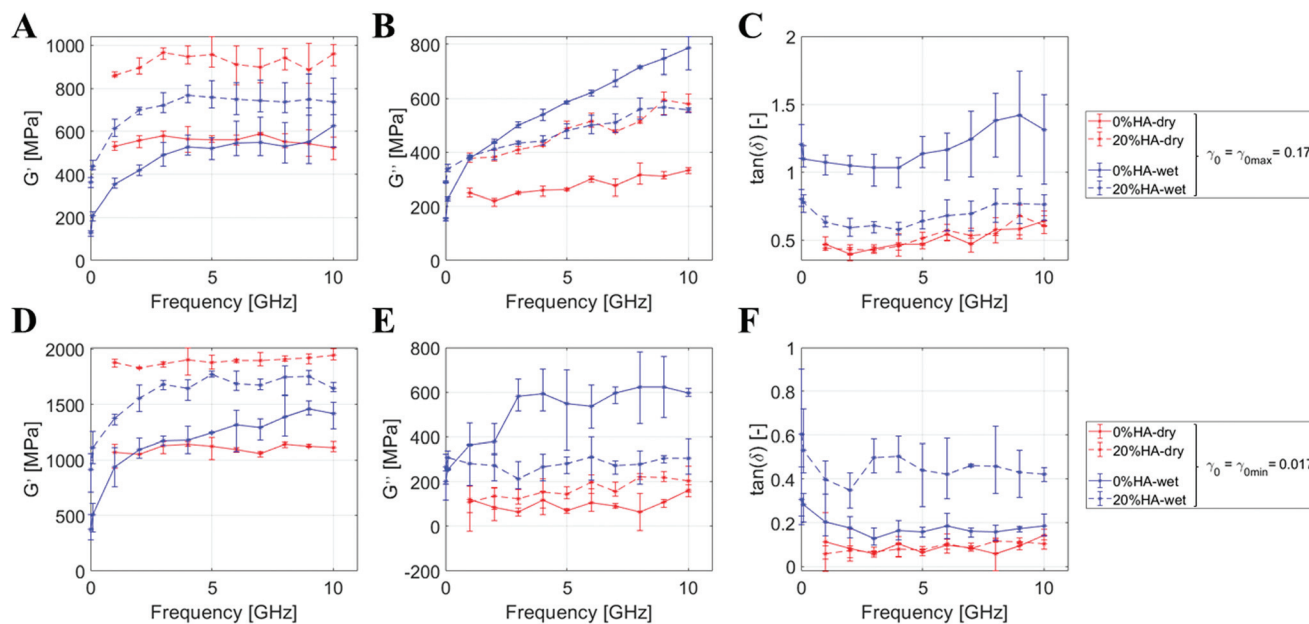 A
B
C
1000
800
600
400
200
0
G' [MPa]
0
5
10
Frequency [GHz]
800
600
400
200
0
G'' [MPa]
0
5
10
Frequency [GHz]
2
1.5
1
0.5
tan(δ) [-]
0
5
10
Frequency [GHz]
0%HA-dry
20%HA-dry
0%HA-wet
20%HA-wet
γ0 = γ0max = 0.17
D
E
F
2000
1500
1000
500
0
G' [MPa]
0
5
10
Frequency [GHz]
800
600
400
200
0
-200
G'' [MPa]
0
5
10
Frequency [GHz]
1
0.8
0.6
0.4
0.2
0
tan(δ) [-]
0
5
10
Frequency [GHz]
0%HA-dry
20%HA-dry
0%HA-wet
20%HA-wet
γ0 = γ0min = 0.017